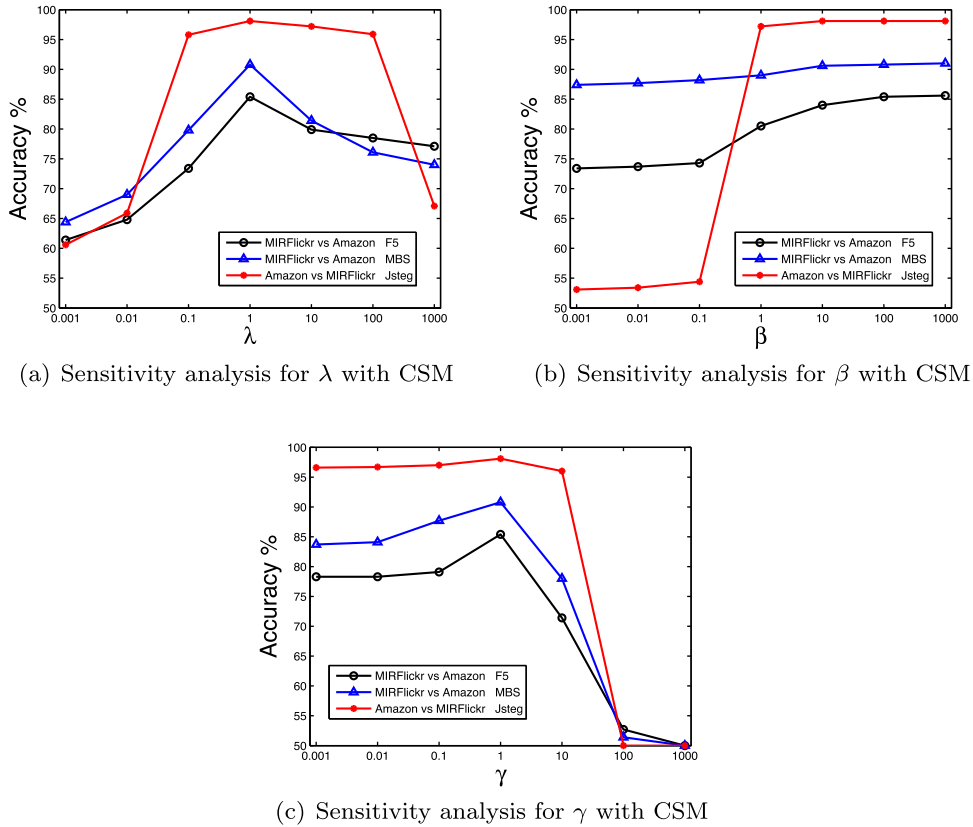 100
95
90
85
80
75
70
65
60
55
50
Accuracy %
MIRFlickr vs Amazon F5
MIRFlickr vs Amazon MBS
Amazon vs MIRFlickr Jsteg
0.001 0.01 0.1 1 10 100 1000
λ
(a) Sensitivity analysis for λ with CSM
100
95
90
85
80
75
70
65
60
55
50
Accuracy %
MIRFlickr vs Amazon F5
MIRFlickr vs Amazon MBS
Amazon vs MIRFlickr Jsteg
0.001 0.01 0.1 1 10 100 1000
β
(b) Sensitivity analysis for β with CSM
100
95
90
85
80
75
70
65
60
55
50
Accuracy %
MIRFlickr vs Amazon F5
MIRFlickr vs Amazon MBS
Amazon vs MIRFlickr Jsteg
0.001 0.01 0.1 1 10 100 1000
γ
(c) Sensitivity analysis for γ with CSM